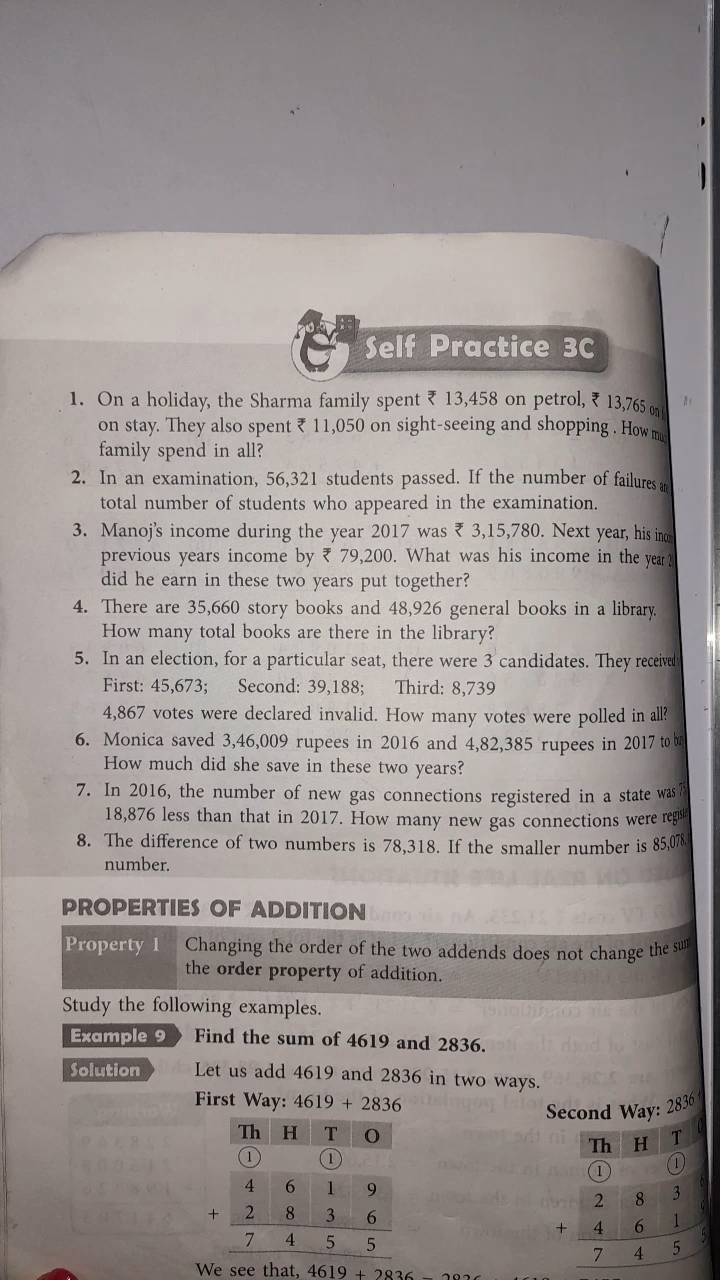 Self Practice 3C
1. On a holiday, the Sharma family spent ₹ 13,458 on petrol, ₹ 13,765 on
on stay. They also spent ₹ 11,050 on sight-seeing and shopping . How
family spend in all?
2. In an examination, 56,321 students passed. If the number of failures
total number of students who appeared in the examination.
3. Manoj's income during the year 2017 was ₹ 3,15,780. Next year, his
previous years income by ₹ 79,200. What was his income in the year
did he earn in these two years put together?
4. There are 35,660 story books and 48,926 general books in a library.
How many total books are there in the library?
5. In an election, for a particular seat, there were 3 candidates. They received
First: 45,673; Second: 39,188; Third: 8,739
4,867 votes were declared invalid. How many votes were polled in all?
6. Monica saved 3,46,009 rupees in 2016 and 4,82,385 rupees in 2017 to
How much did she save in these two years?
7. In 2016, the number of new gas connections registered in a state was
18,876 less than that in 2017. How many new gas connections were
8. The difference of two numbers is 78,318. If the smaller number is 85,078,
number.
PROPERTIES OF ADDITION
Property 1 Changing the order of the two addends does not change the sum
the order property of addition.
Study the following examples.
Example 9 Find the sum of 4619 and 2836.
Solution Let us add 4619 and 2836 in two ways.
First Way: 4619 + 2836 Second Way: 2836
Th H T O Th H T
1 1 1 1
4 6 1 9 2 8 3
+ 2 8 3 6 + 4 6 1
7 4 5 5 7 4 5
We see that, 4619 + 2836